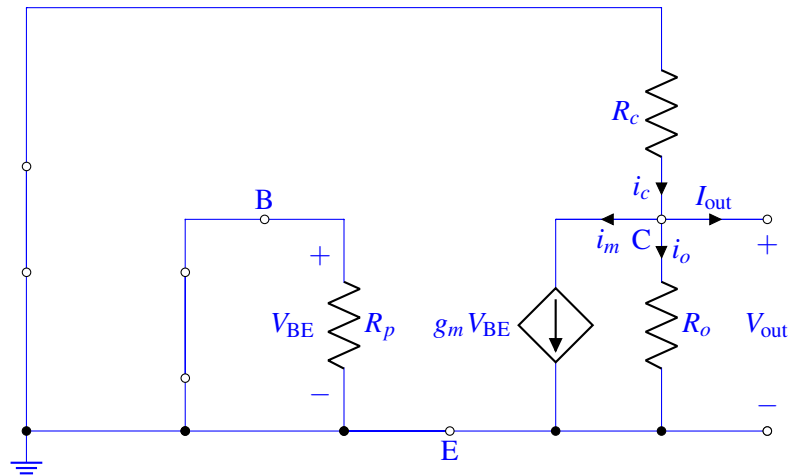 R_c
i_c
I_out
B
i_m
C
i_o
+
+
V_BE
R_p
g_m V_BE
R_o
V_out
−
−
E